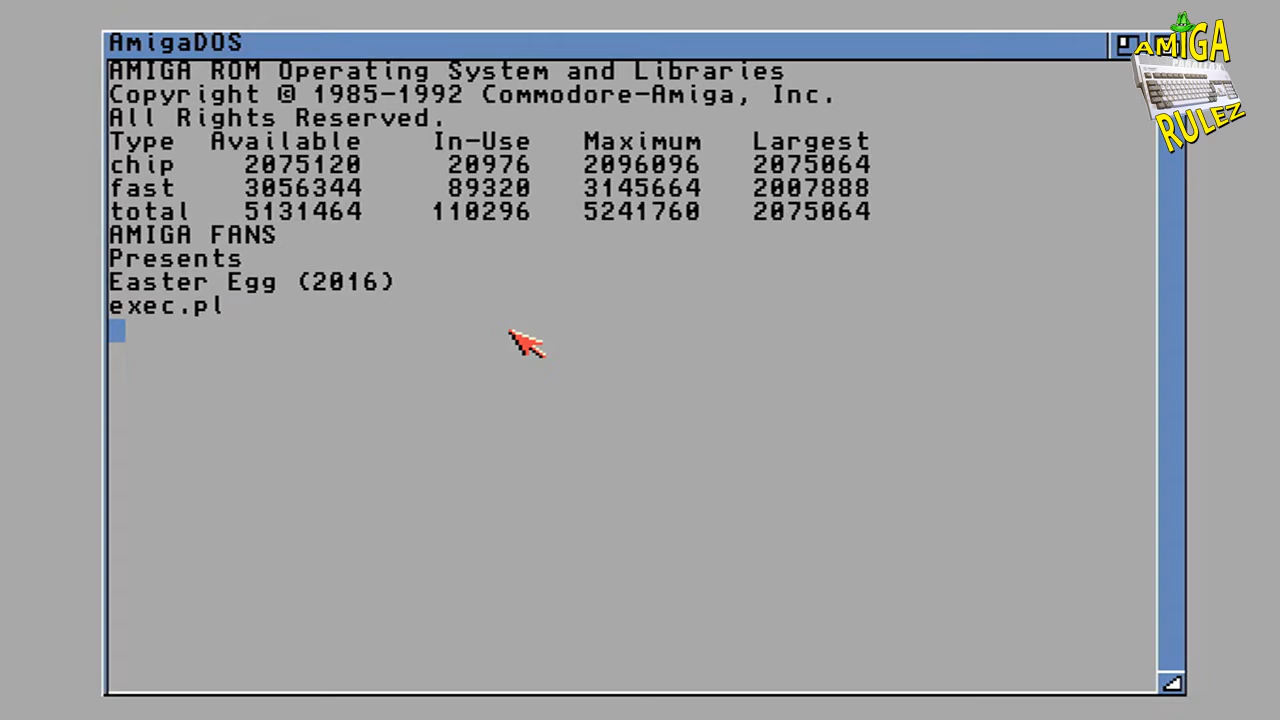 AmigaDOS
AMIGA ROM Operating System and Libraries
Copyright © 1985-1992 Commodore-Amiga, Inc.
All Rights Reserved.
Type Available In-Use Maximum Largest
chip 2075120 20976 2096096 2075064
fast 3056344 89320 3145664 2007888
total 5131464 110296 5241760 2075064
AMIGA FANS
Presents
Easter Egg (2016)
exec.pl
AMIGA
RULEZ